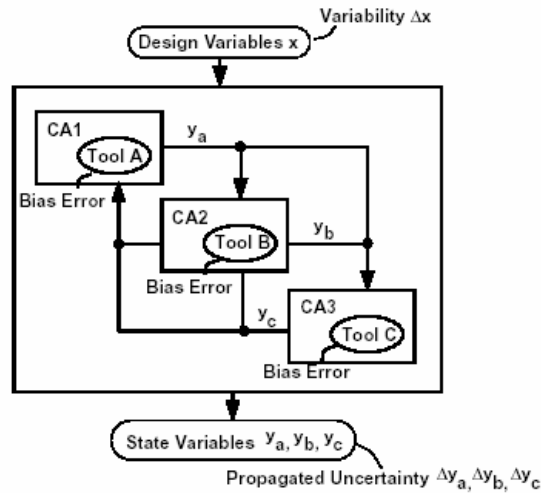 Variability Δx
Design Variables x
CA1
Tool A
Bias Error
y_a
CA2
Tool B
Bias Error
y_b
CA3
Tool C
Bias Error
y_c
State Variables y_a, y_b, y_c
Propagated Uncertainty Δy_a, Δy_b, Δy_c